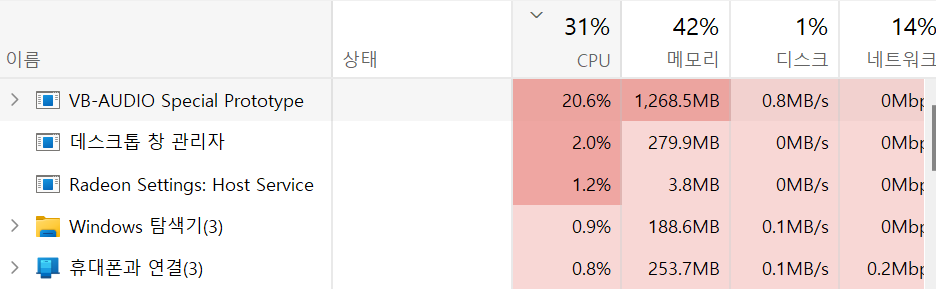 31% 42% 1% 14%
이름 상태 CPU 메모리 디스크 네트워크
VB-AUDIO Special Prototype 20.6% 1,268.5MB 0.8MB/s 0Mbp
데스크톱 창 관리자 2.0% 279.9MB 0MB/s 0Mbp
Radeon Settings: Host Service 1.2% 3.8MB 0MB/s 0Mbp
Windows 탐색기(3) 0.9% 188.6MB 0.1MB/s 0Mbp
휴대폰과 연결(3) 0.8% 253.7MB 0.1MB/s 0.2Mbp